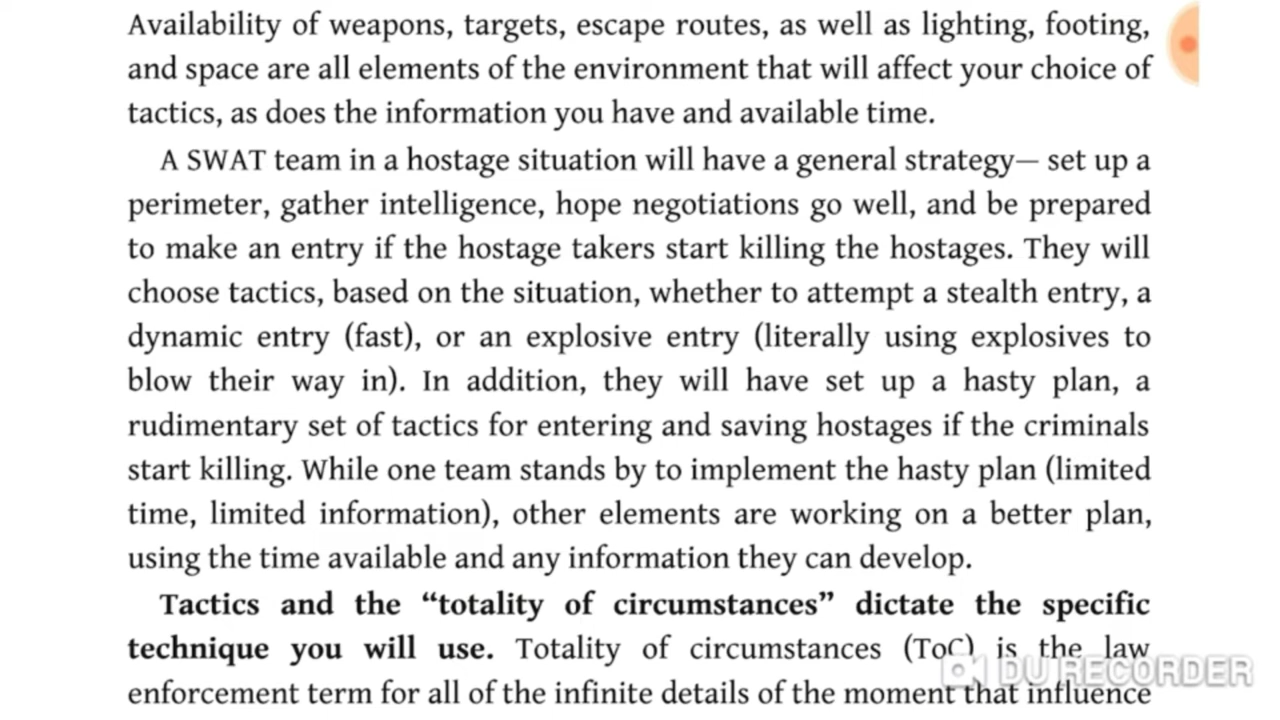 Availability of weapons, targets, escape routes, as well as lighting, footing,
and space are all elements of the environment that will affect your choice of
tactics, as does the information you have and available time.
A SWAT team in a hostage situation will have a general strategy— set up a
perimeter, gather intelligence, hope negotiations go well, and be prepared
to make an entry if the hostage takers start killing the hostages. They will
choose tactics, based on the situation, whether to attempt a stealth entry, a
dynamic entry (fast), or an explosive entry (literally using explosives to
blow their way in). In addition, they will have set up a hasty plan, a
rudimentary set of tactics for entering and saving hostages if the criminals
start killing. While one team stands by to implement the hasty plan (limited
time, limited information), other elements are working on a better plan,
using the time available and any information they can develop.
Tactics and the “totality of circumstances” dictate the specific
technique you will use. Totality of circumstances (ToC) is the law
DU RECORDER
enforcement term for all of the infinite details of the moment that influence